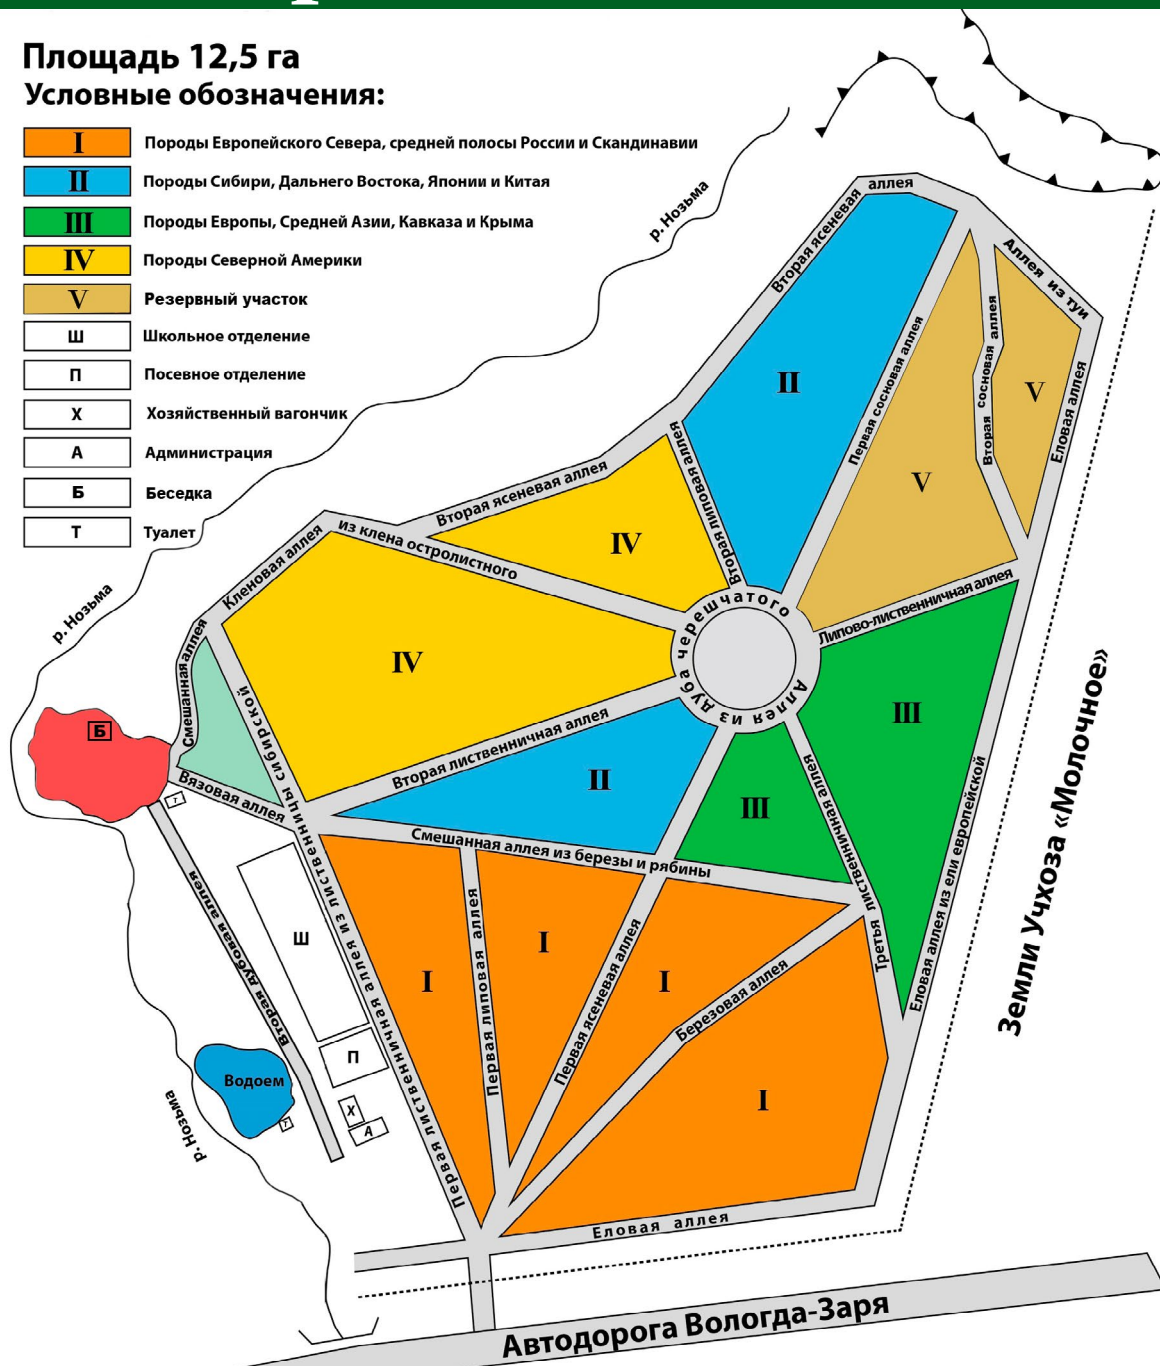 Площадь 12,5 га
Условные обозначения:
I Породы Европейского Севера, средней полосы России и Скандинавии
II Породы Сибири, Дальнего Востока, Японии и Китая
III Породы Европы, Средней Азии, Кавказа и Крыма
IV Породы Северной Америки
V Резервный участок
Ш Школьное отделение
П Посевное отделение
Х Хозяйственный вагончик
А Администрация
Б Беседка
Т Туалет
р. Нозьма
Вторая ясеневая аллея
Аллея из туи
II
Первая сосновая аллея
Вторая сосновая аллея
V
V
Еловая аллея
Вторая липовая аллея
Вторая ясеневая аллея
IV
Кленовая аллея из клена остролистного
Липово-лиственничная аллея
Аллея из дуба черешчатого
р. Нозьма
Смешанная аллея
IV
III
Б
Вторая лиственничная аллея
II
III
Вязовая аллея
Т
Смешанная аллея из березы и рябины
Третья лиственничная аллея
Еловая аллея из ели европейской
Земли Учхоза «Молочное»
Вторая дубовая аллея
Ш
Первая лиственничная аллея из лиственницы сибирской
I
Первая липовая аллея
I
Первая ясеневая аллея
I
Березовая аллея
I
П
Водоем
Х
А
Т
р. Нозьма
Еловая аллея
Автодорога Вологда-Заря